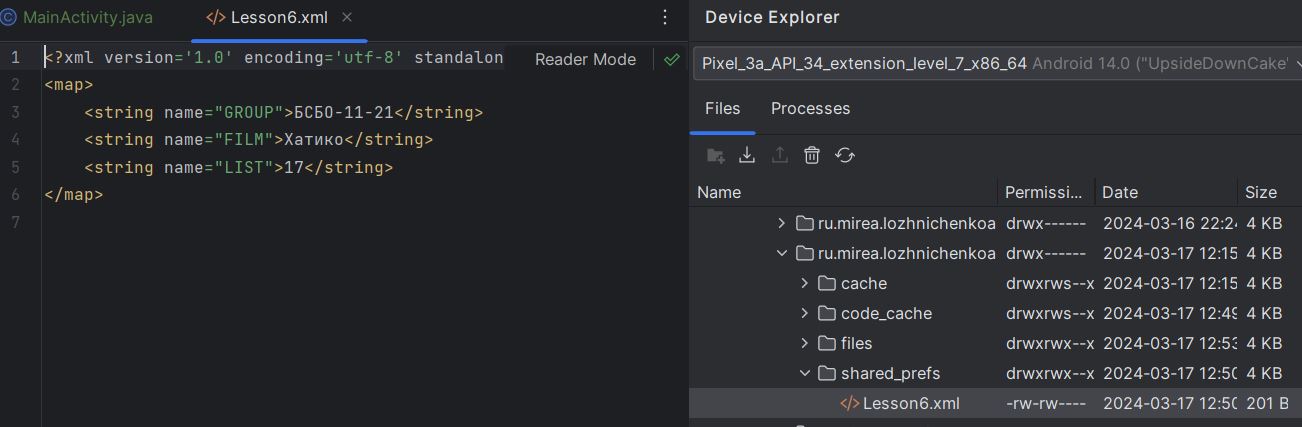 MainActivity.java
Lesson6.xml
1 <?xml version='1.0' encoding='utf-8' standalon
Reader Mode
2 <map>
3 <string name="GROUP">БСБО-11-21</string>
4 <string name="FILM">Хатико</string>
5 <string name="LIST">17</string>
6 </map>
7
Device Explorer
Pixel_3a_API_34_extension_level_7_x86_64 Android 14.0 ("UpsideDownCake"
Files Processes
Name Permissi... Date Size
ru.mirea.lozhnichenkoa drwx------ 2024-03-16 22:24 4 KB
ru.mirea.lozhnichenkoa drwx------ 2024-03-17 12:15 4 KB
cache drwxrws--x 2024-03-17 12:15 4 KB
code_cache drwxrws--x 2024-03-17 12:49 4 KB
files drwxrwx--x 2024-03-17 12:53 4 KB
shared_prefs drwxrwx--x 2024-03-17 12:50 4 KB
Lesson6.xml -rw-rw---- 2024-03-17 12:50 201 B